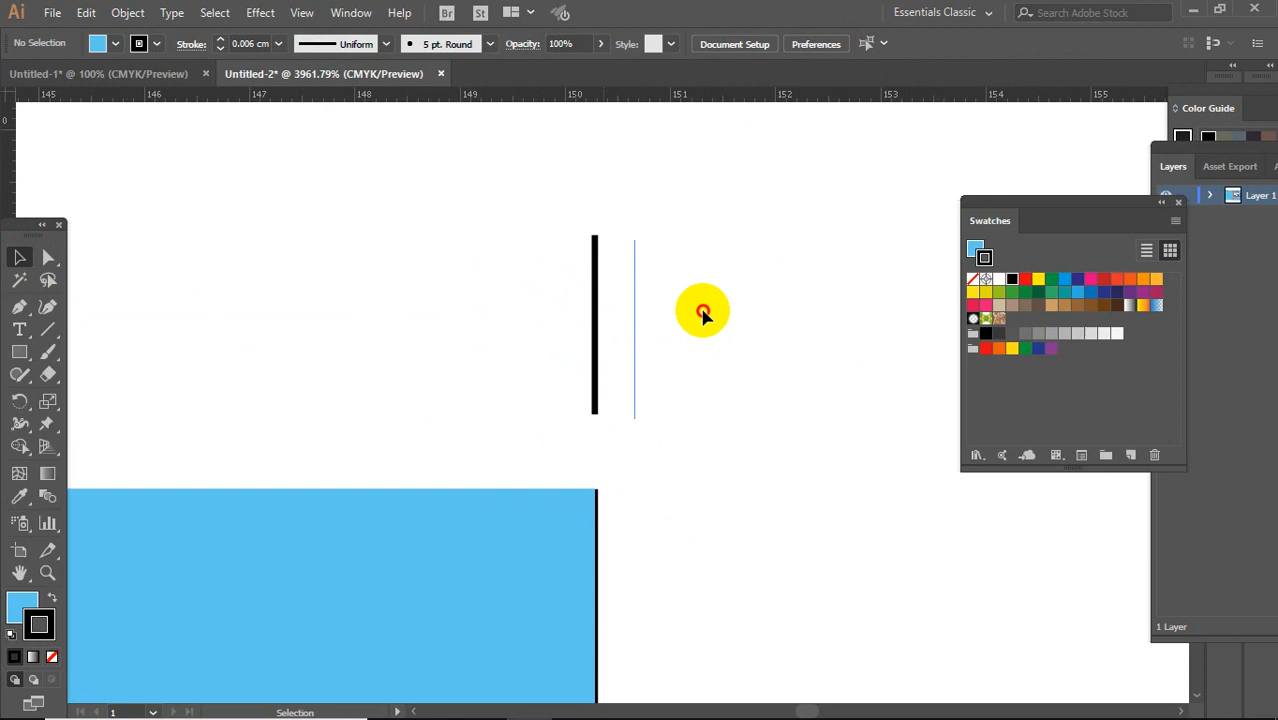 Ai File Edit Object Type Select Effect View Window Help Br St Essentials Classic Search Adobe Stock
No Selection Stroke: 0.006 cm Uniform 5 pt. Round Opacity: 100% Style: Document Setup Preferences
Untitled-1* @ 100% (CMYK/Preview) × Untitled-2* @ 3961.79% (CMYK/Preview) ×
145 146 147 148 149 150 151 152 153 154 155
0
Color Guide
Layers Asset Export
Layer 1
Swatches
1 Layer
1 Selection